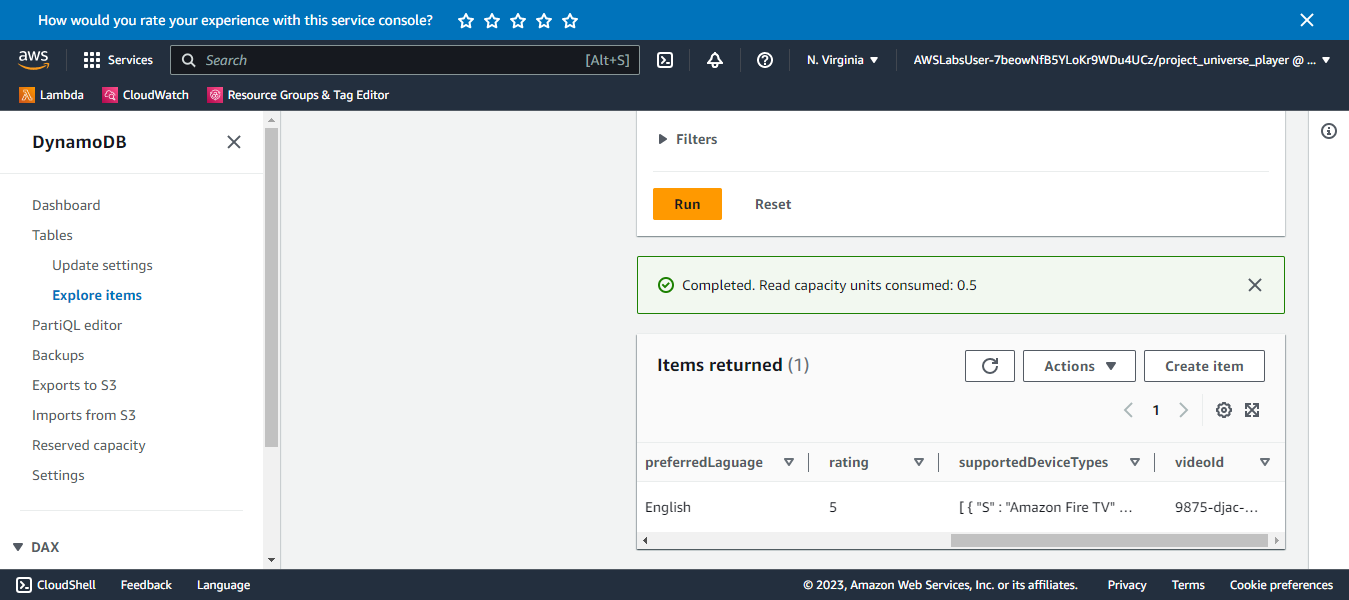 How would you rate your experience with this service console?
aws
Services
Search
[Alt+S]
N. Virginia
AWSLabsUser-7beowNfB5YLoKr9WDu4UCz/project_universe_player @ ...
Lambda
CloudWatch
Resource Groups & Tag Editor
DynamoDB
Dashboard
Tables
Update settings
Explore items
PartiQL editor
Backups
Exports to S3
Imports from S3
Reserved capacity
Settings
DAX
Filters
Run
Reset
Completed. Read capacity units consumed: 0.5
Items returned (1)
Actions
Create item
1
preferredLaguage
rating
supportedDeviceTypes
videoId
English
5
[ { "S" : "Amazon Fire TV" ...
9875-djac-...
CloudShell
Feedback
Language
© 2023, Amazon Web Services, Inc. or its affiliates.
Privacy
Terms
Cookie preferences